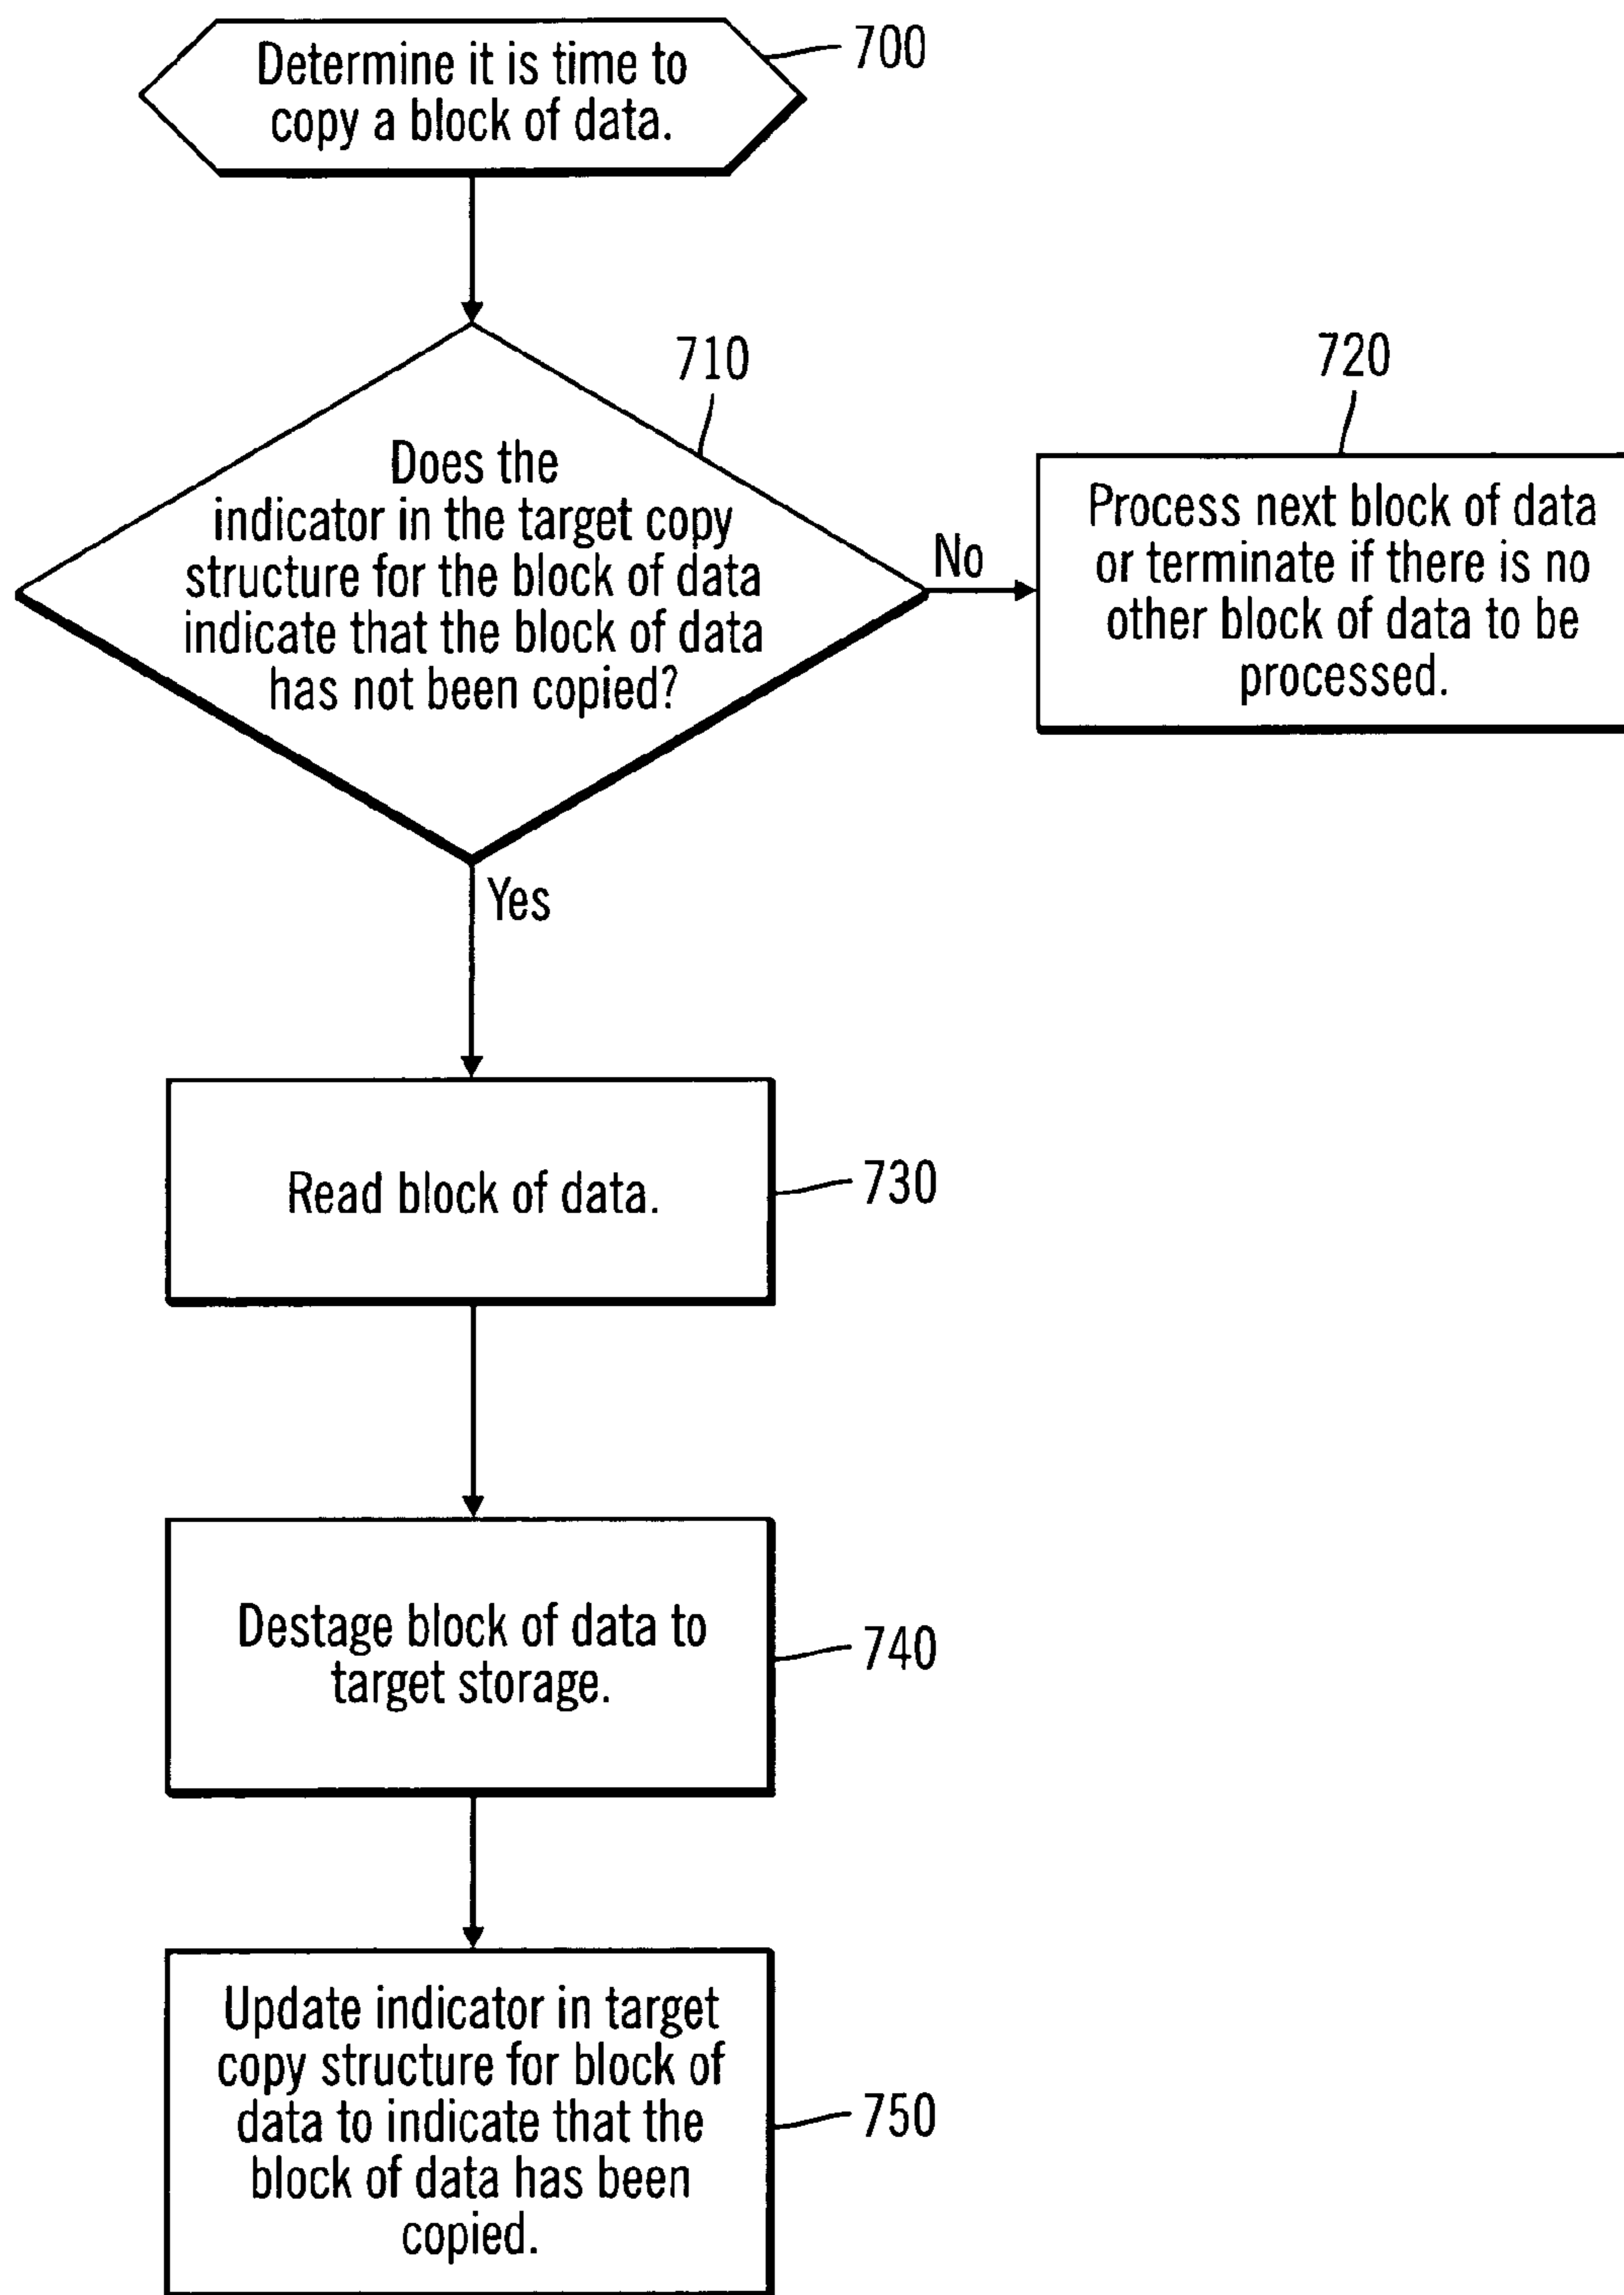 Determine it is time to
copy a block of data.
700
710
Does the
indicator in the target copy
structure for the block of data
indicate that the block of data
has not been copied?
No
720
Process next block of data
or terminate if there is no
other block of data to be
processed.
Yes
Read block of data.
730
Destage block of data to
target storage.
740
Update indicator in target
copy structure for block of
data to indicate that the
block of data has been
copied.
750